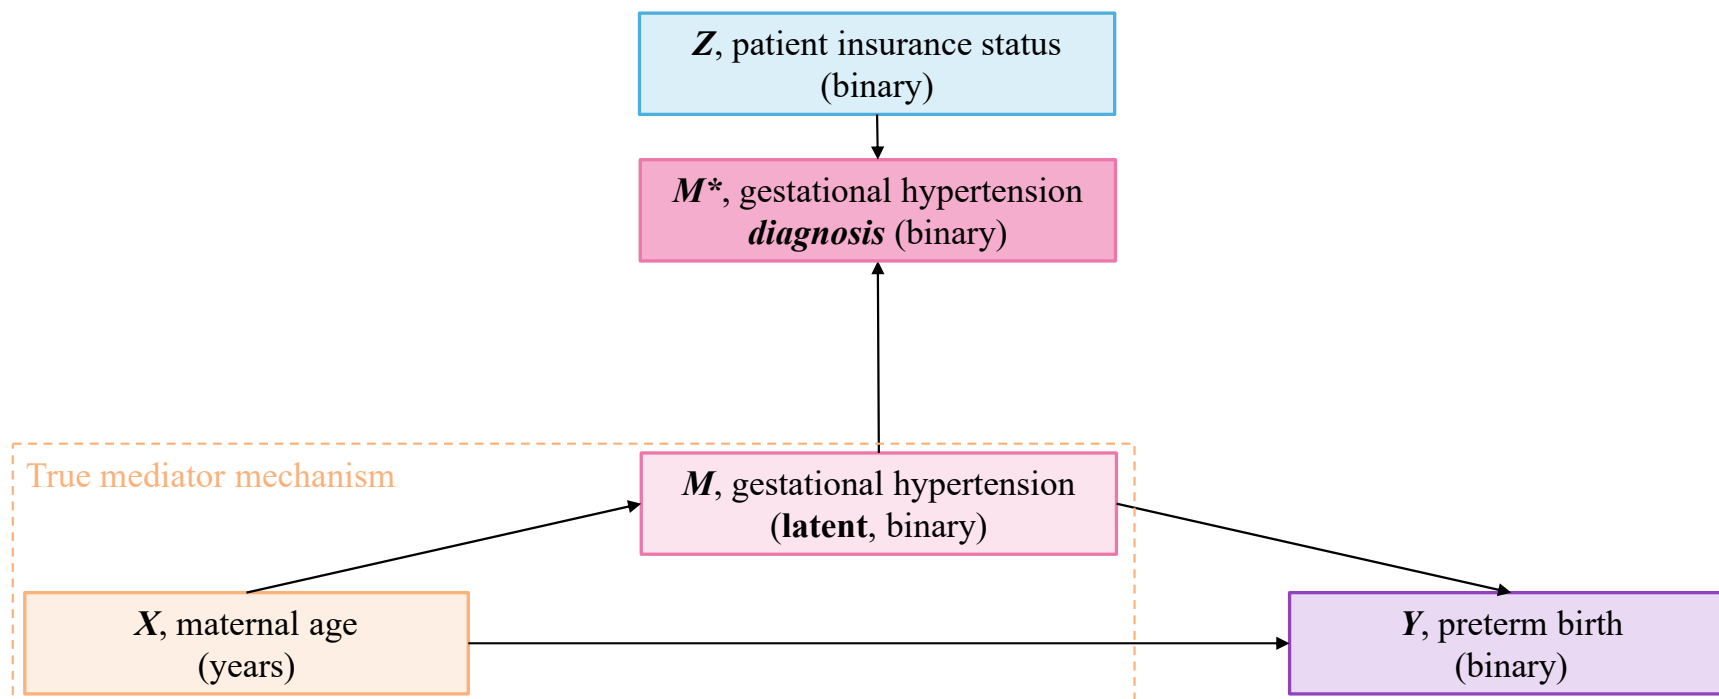 Z, patient insurance status
(binary)
M*, gestational hypertension
diagnosis (binary)
True mediator mechanism
M, gestational hypertension
(latent, binary)
X, maternal age
(years)
Y, preterm birth
(binary)